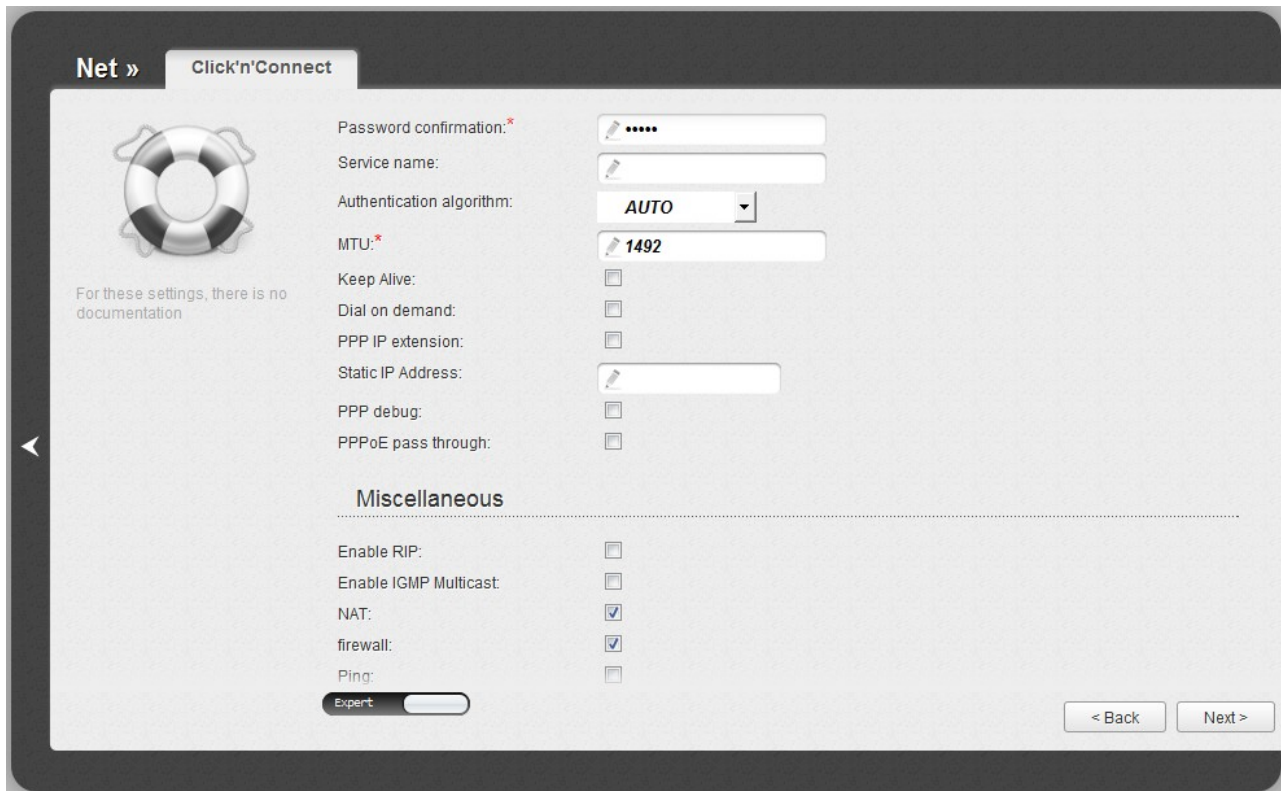 Net »
Click'n'Connect
For these settings, there is no
documentation
Password confirmation:* •••••
Service name:
Authentication algorithm: AUTO
MTU:* 1492
Keep Alive:
Dial on demand:
PPP IP extension:
Static IP Address:
PPP debug:
PPPoE pass through:
Miscellaneous
Enable RIP:
Enable IGMP Multicast:
NAT:
firewall:
Ping:
Expert
< Back
Next >